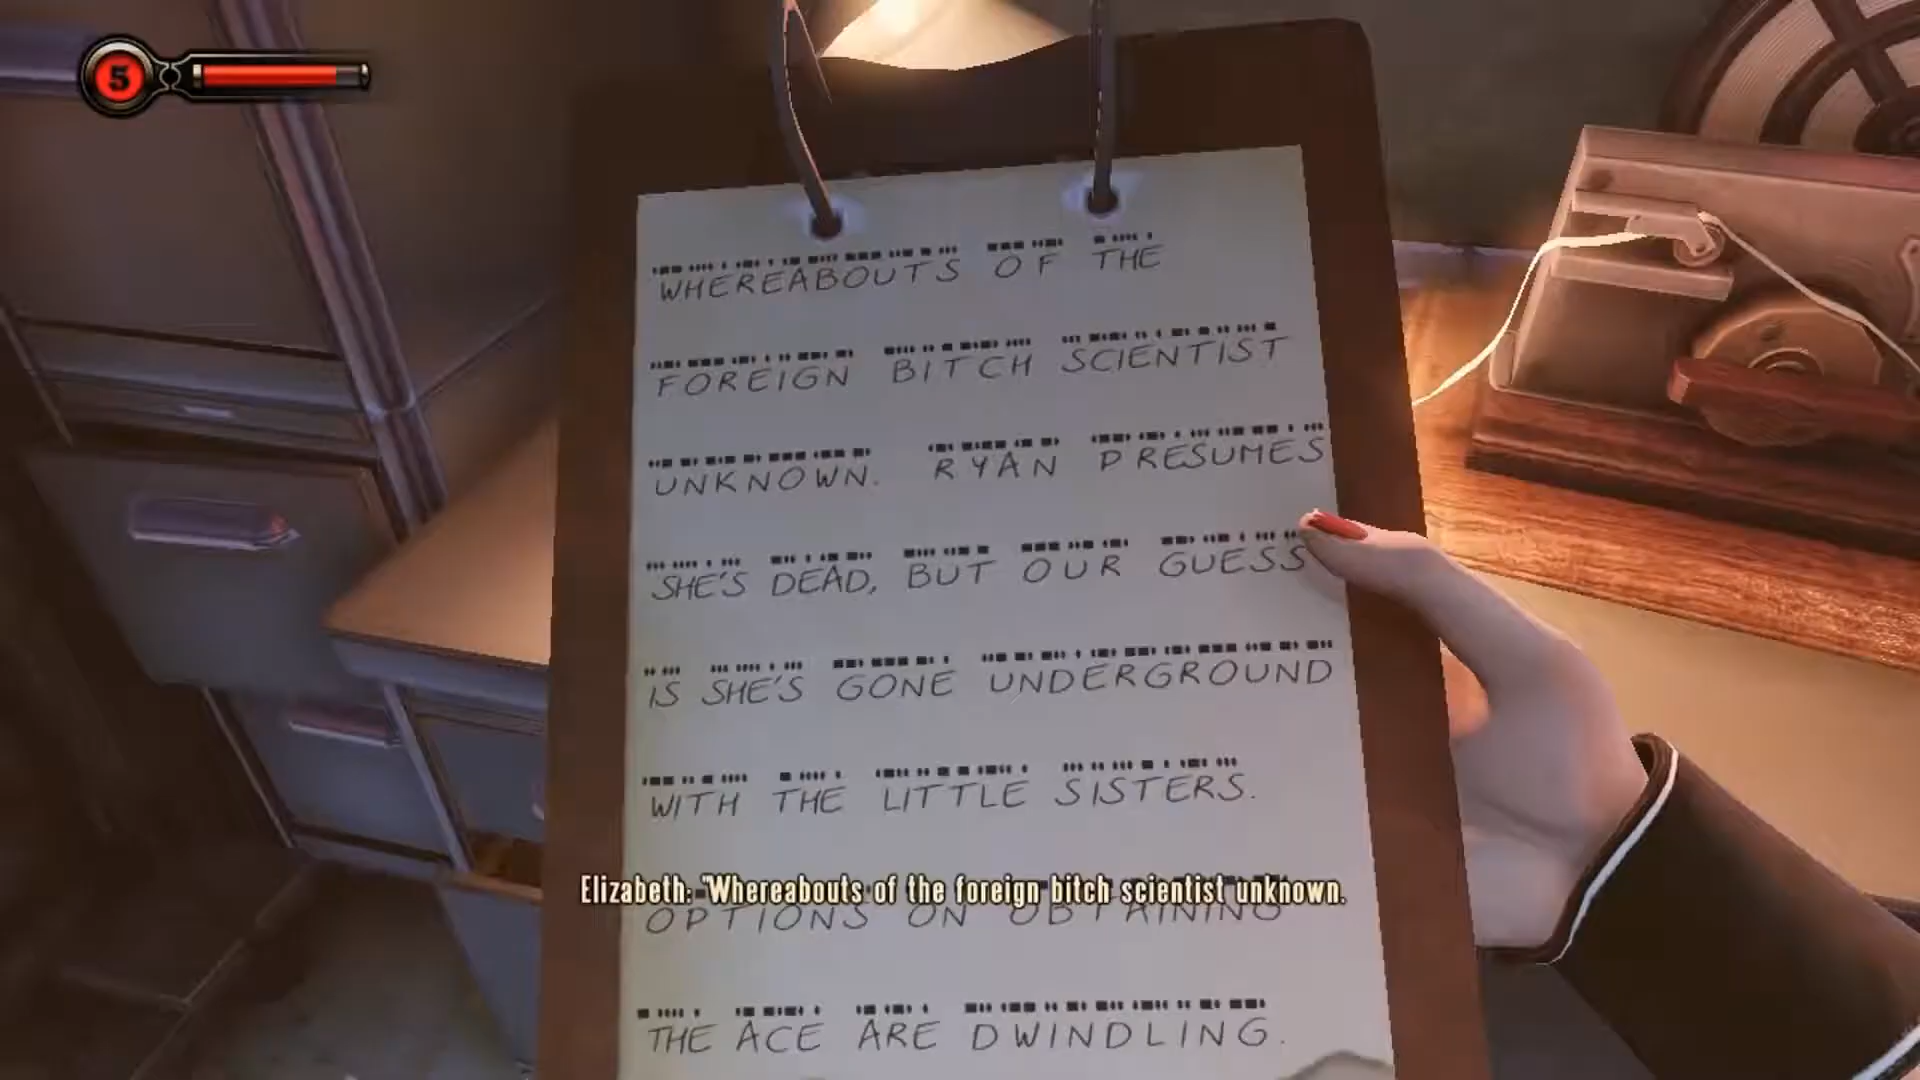 5
WHEREABOUTS OF THE
FOREIGN BITCH SCIENTIST
UNKNOWN. RYAN PRESUMES
SHE'S DEAD, BUT OUR GUESS
IS SHE'S GONE UNDERGROUND
WITH THE LITTLE SISTERS.
Elizabeth: "Whereabouts of the foreign bitch scientist unknown.
OPTIONS ON OBTAINING
THE ACE ARE DWINDLING.